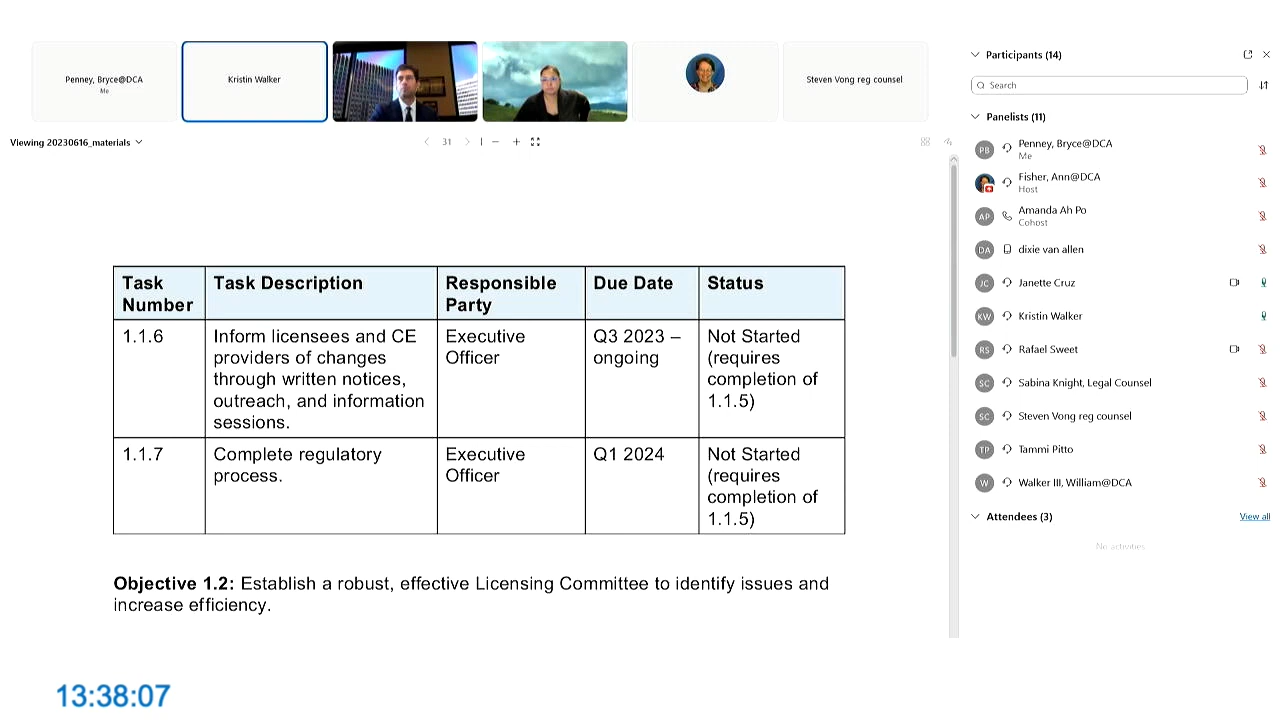 Penney, Bryce@DCA
Me
Kristin Walker
Steven Vong reg counsel
Viewing 20230616_materials
31
Task Number
Task Description
Responsible Party
Due Date
Status
1.1.6
Inform licensees and CE
providers of changes
through written notices,
outreach, and information
sessions.
Executive
Officer
Q3 2023 –
ongoing
Not Started
(requires
completion of
1.1.5)
1.1.7
Complete regulatory
process.
Executive
Officer
Q1 2024
Not Started
(requires
completion of
1.1.5)
Objective 1.2: Establish a robust, effective Licensing Committee to identify issues and
increase efficiency.
13:38:07
Participants (14)
Search
Panelists (11)
PB Penney, Bryce@DCA
Me
Fisher, Ann@DCA
Host
AP Amanda Ah Po
Cohost
DA dixie van allen
JC Janette Cruz
KW Kristin Walker
RS Rafael Sweet
SC Sabina Knight, Legal Counsel
SC Steven Vong reg counsel
TP Tammi Pitto
W Walker III, William@DCA
Attendees (3)
View all
No activities